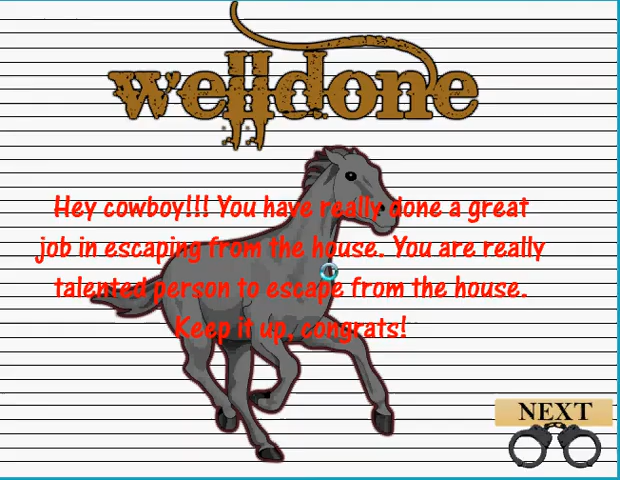 welldone
Hey cowboy!!! You have really done a great
job in escaping from the house. You are really
talented person to escape from the house.
Keep it up, congrats!
NEXT